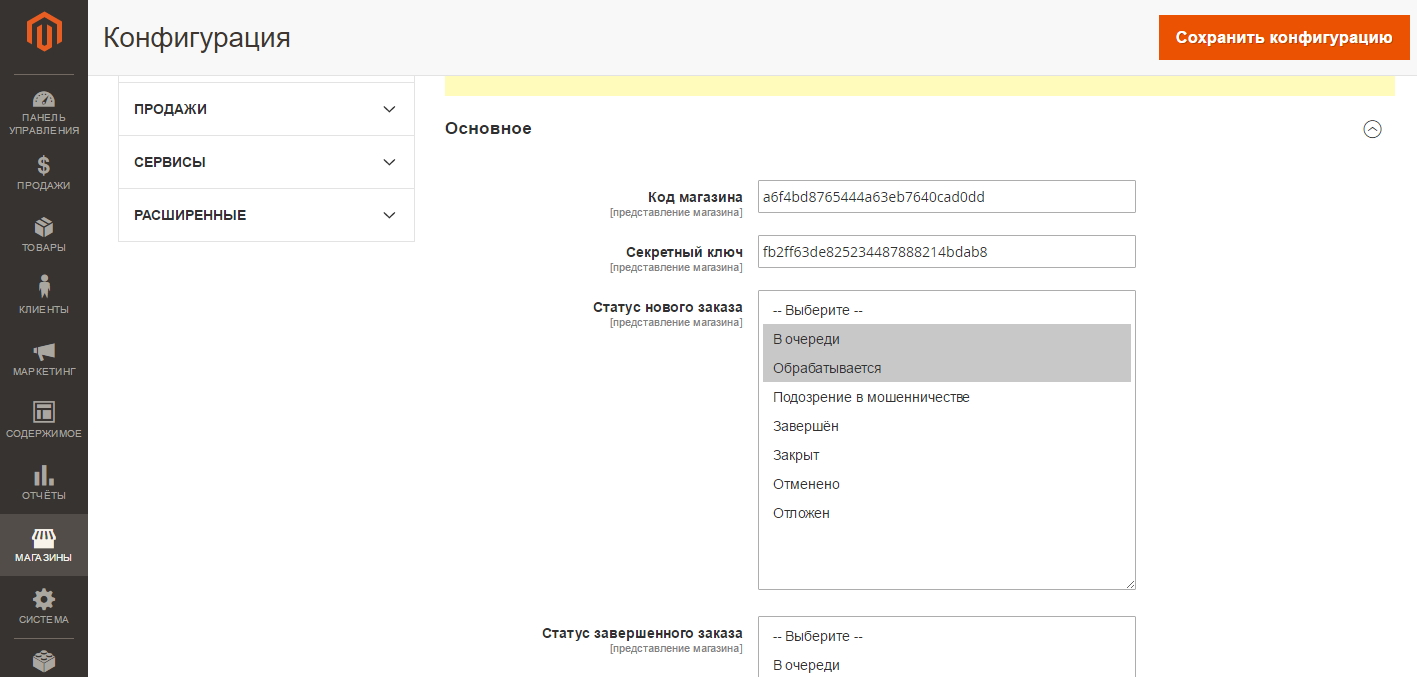 Конфигурация
Сохранить конфигурацию
ПАНЕЛЬ
УПРАВЛЕНИЯ
ПРОДАЖИ
ТОВАРЫ
КЛИЕНТЫ
МАРКЕТИНГ
СОДЕРЖИМОЕ
ОТЧЁТЫ
МАГАЗИНЫ
СИСТЕМА
ПРОДАЖИ
СЕРВИСЫ
РАСШИРЕННЫЕ
Основное
Код магазина
[представление магазина]
a6f4bd8765444a63eb7640cad0dd
Секретный ключ
[представление магазина]
fb2ff63de825234487888214bdab8
Статус нового заказа
[представление магазина]
-- Выберите --
В очереди
Обрабатывается
Подозрение в мошенничестве
Завершён
Закрыт
Отменено
Отложен
Статус завершенного заказа
[представление магазина]
-- Выберите --
В очереди